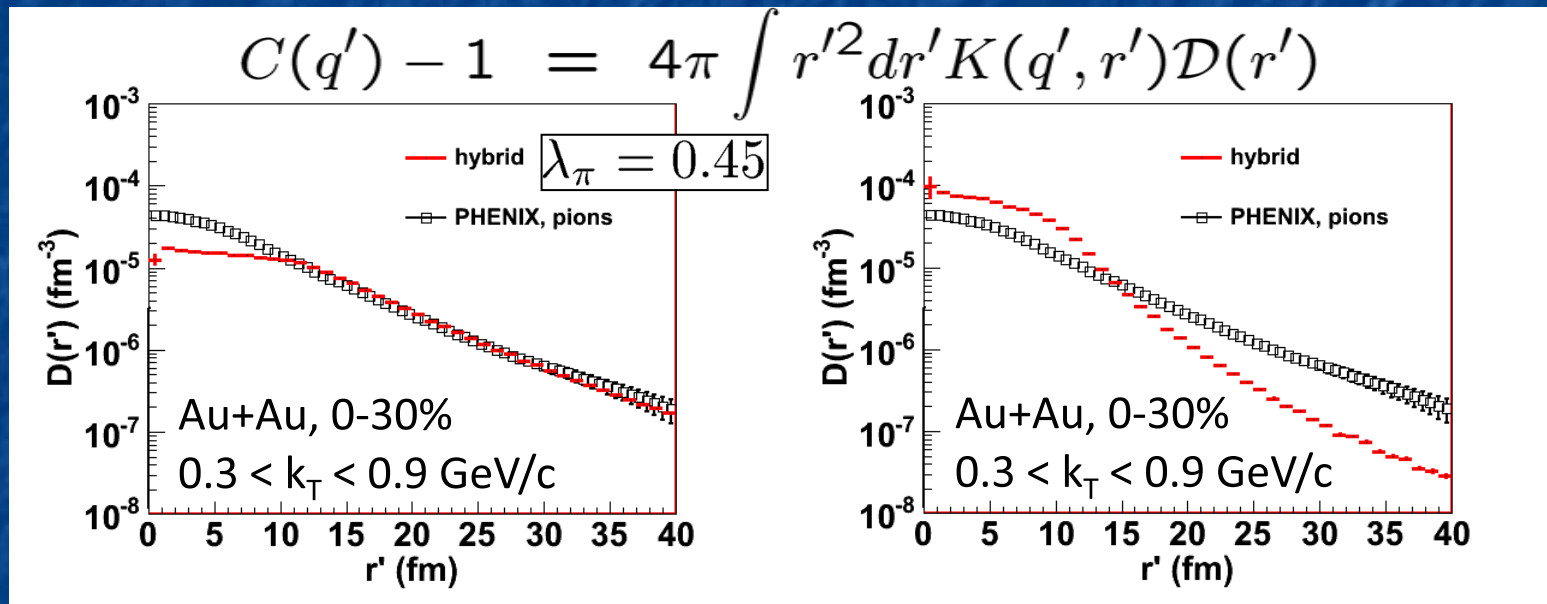 C(q′) − 1 = 4π ∫ r′²dr′K(q′, r′)𝒟(r′)
10⁻³
10⁻⁴
10⁻⁵
10⁻⁶
10⁻⁷
10⁻⁸
D(r') (fm⁻³)
hybrid
λ_π = 0.45
PHENIX, pions
Au+Au, 0-30%
0.3 < k_T < 0.9 GeV/c
0 5 10 15 20 25 30 35 40
r' (fm)
10⁻³
10⁻⁴
10⁻⁵
10⁻⁶
10⁻⁷
10⁻⁸
D(r') (fm⁻³)
hybrid
PHENIX, pions
Au+Au, 0-30%
0.3 < k_T < 0.9 GeV/c
0 5 10 15 20 25 30 35 40
r' (fm)